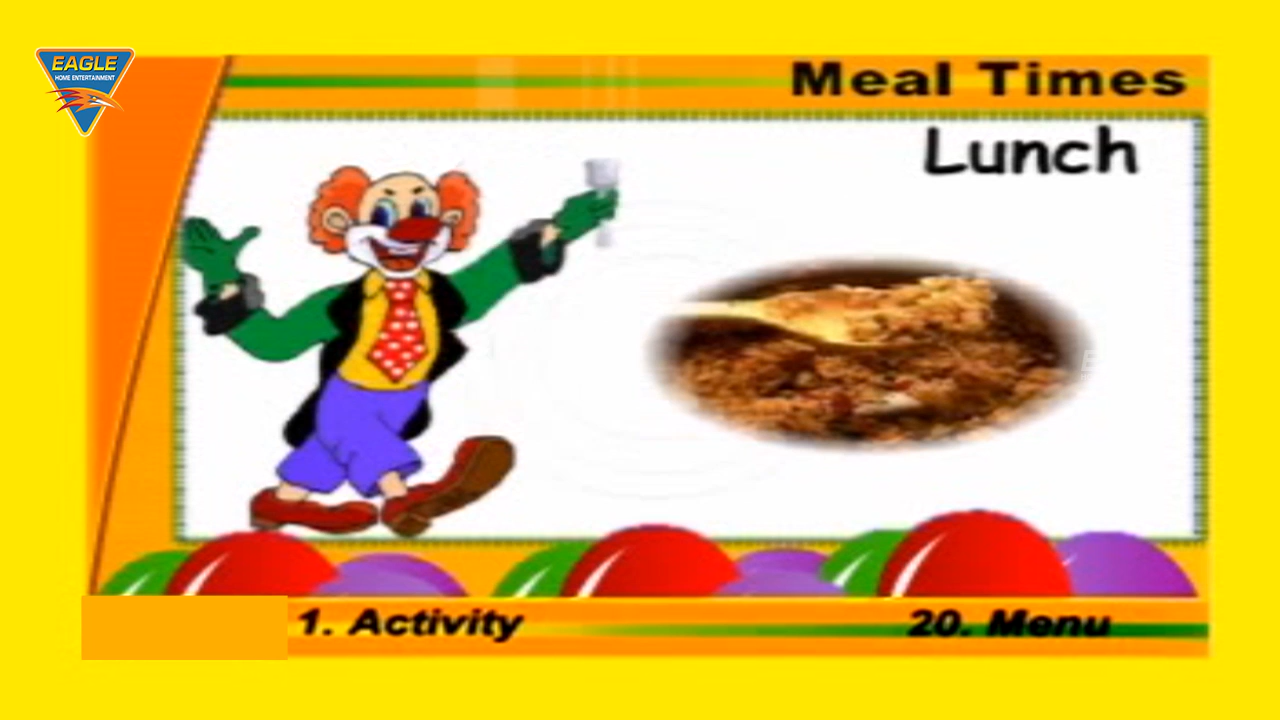 EAGLE
HOME ENTERTAINMENT
Meal Times
Lunch
1. Activity
20. Menu